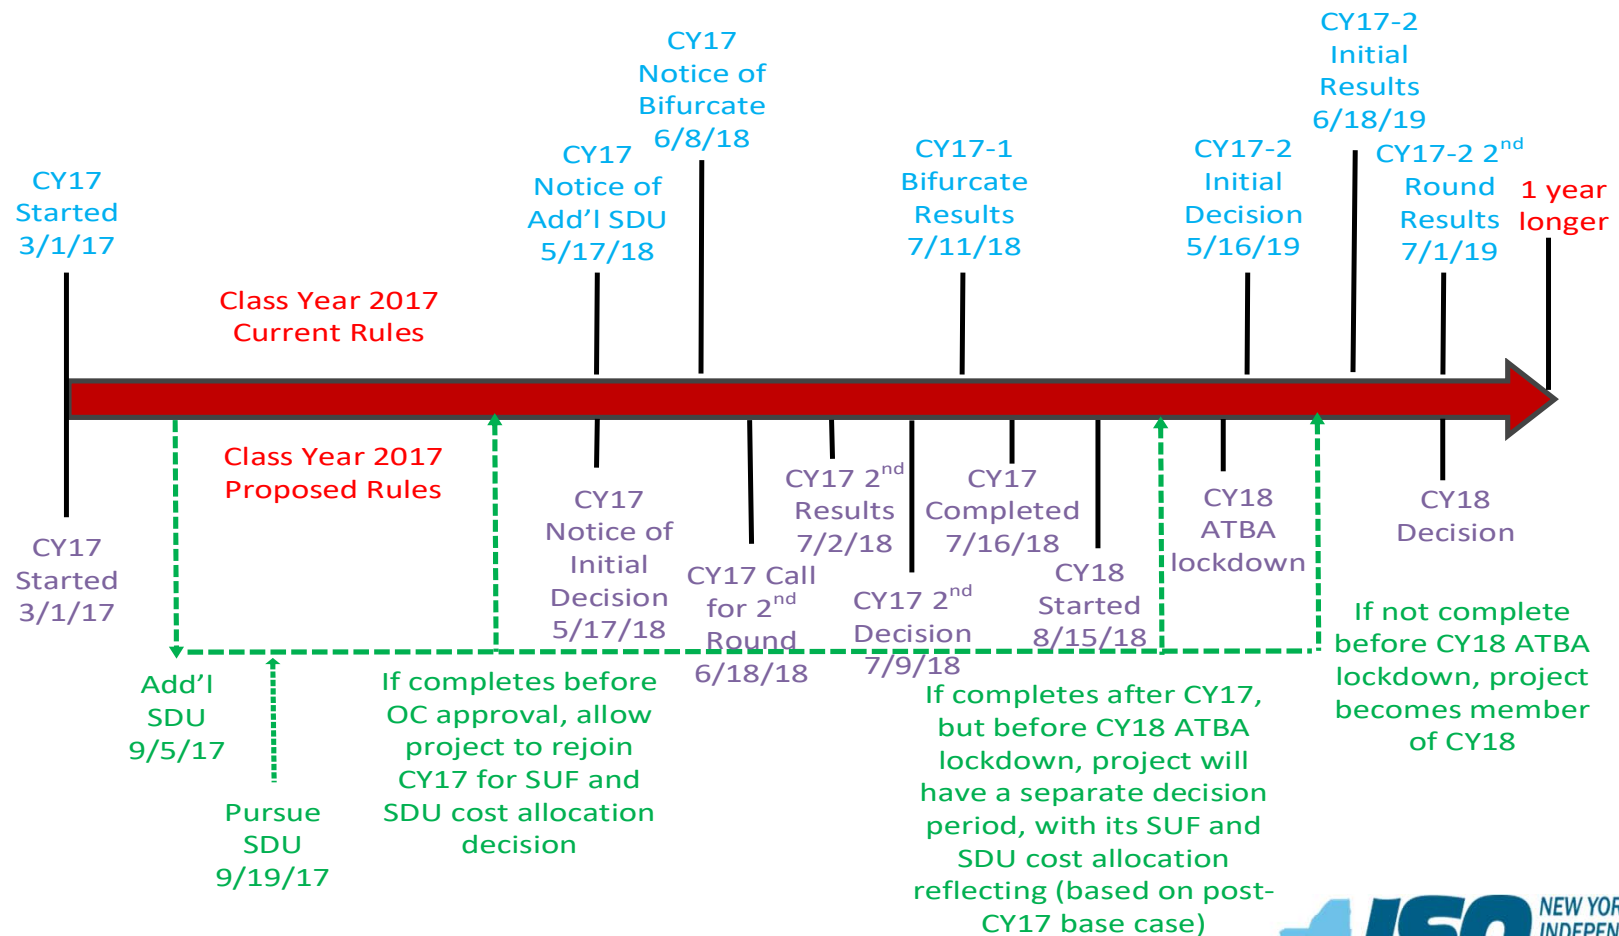 CY17
Started
3/1/17
CY17
Notice of
Add’l SDU
5/17/18
CY17
Notice of
Bifurcate
6/8/18
CY17-1
Bifurcate
Results
7/11/18
CY17-2
Initial
Decision
5/16/19
CY17-2
Initial
Results
6/18/19
CY17-2 2nd
Round
Results
7/1/19
1 year
longer
Class Year 2017
Current Rules
Class Year 2017
Proposed Rules
CY17
Started
3/1/17
CY17
Notice of
Initial
Decision
5/17/18
CY17 Call
for 2nd
Round
6/18/18
CY17 2nd
Results
7/2/18
CY17 2nd
Decision
7/9/18
CY17
Completed
7/16/18
CY18
Started
8/15/18
CY18
ATBA
lockdown
CY18
Decision
Add’l
SDU
9/5/17
Pursue
SDU
9/19/17
If completes before
OC approval, allow
project to rejoin
CY17 for SUF and
SDU cost allocation
decision
If completes after CY17,
but before CY18 ATBA
lockdown, project will
have a separate decision
period, with its SUF and
SDU cost allocation
reflecting (based on post-
CY17 base case)
If not complete
before CY18 ATBA
lockdown, project
becomes member
of CY18
ISO
NEW YOR
INDEPEN